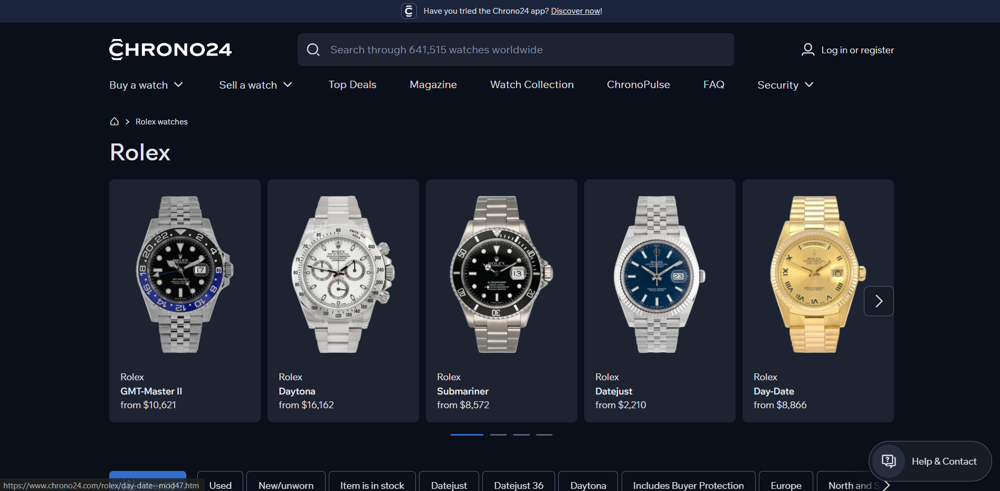 Have you tried the Chrono24 app? Discover now!
CHRONO24
Search through 641,515 watches worldwide
Log in or register
Buy a watch
Sell a watch
Top Deals
Magazine
Watch Collection
ChronoPulse
FAQ
Security
Rolex watches
Rolex
Rolex
GMT-Master II
from $10,621
Rolex
Daytona
from $16,162
Rolex
Submariner
from $8,572
Rolex
Datejust
from $2,210
Rolex
Day-Date
from $8,866
Help & Contact
https://www.chrono24.com/rolex/day-date--mod47.htm
Used
New/unworn
Item is in stock
Datejust
Datejust 36
Daytona
Includes Buyer Protection
Europe
North and S